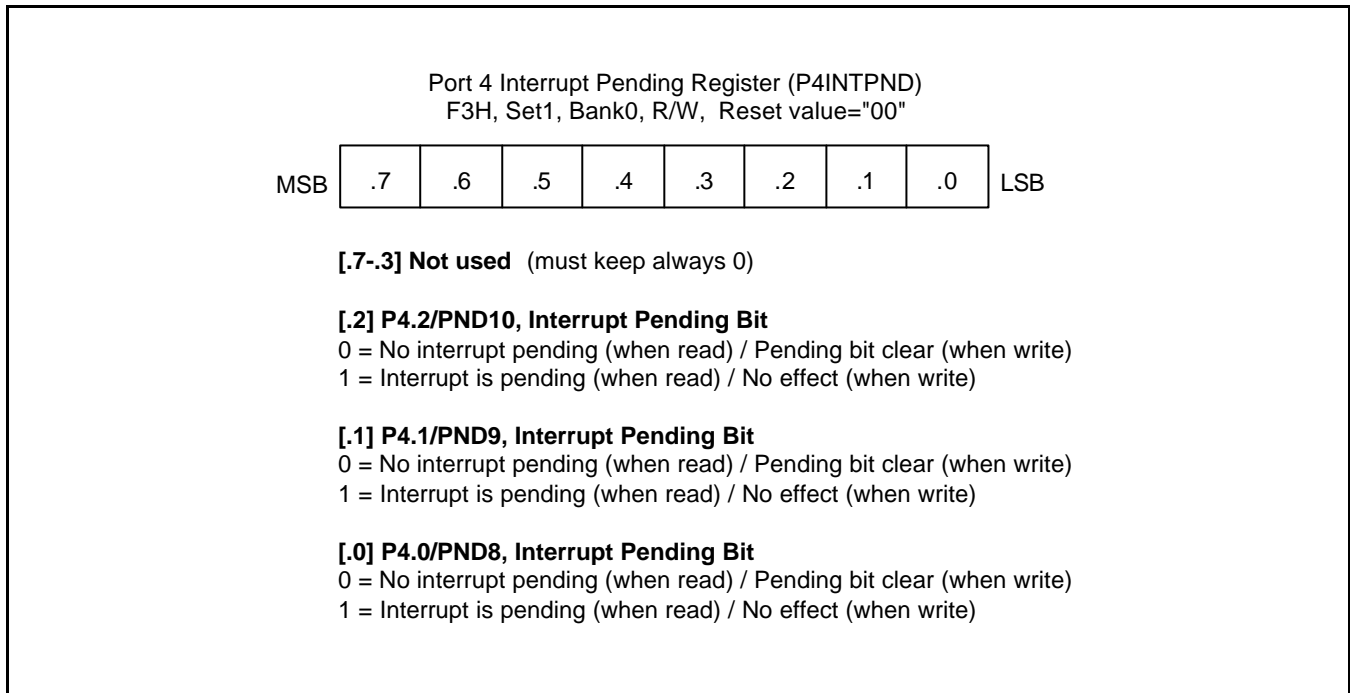 Port 4 Interrupt Pending Register (P4INTPND)
F3H, Set1, Bank0, R/W, Reset value="00"
MSB .7 .6 .5 .4 .3 .2 .1 .0 LSB
[.7-.3] Not used (must keep always 0)
[.2] P4.2/PND10, Interrupt Pending Bit
0 = No interrupt pending (when read) / Pending bit clear (when write)
1 = Interrupt is pending (when read) / No effect (when write)
[.1] P4.1/PND9, Interrupt Pending Bit
0 = No interrupt pending (when read) / Pending bit clear (when write)
1 = Interrupt is pending (when read) / No effect (when write)
[.0] P4.0/PND8, Interrupt Pending Bit
0 = No interrupt pending (when read) / Pending bit clear (when write)
1 = Interrupt is pending (when read) / No effect (when write)